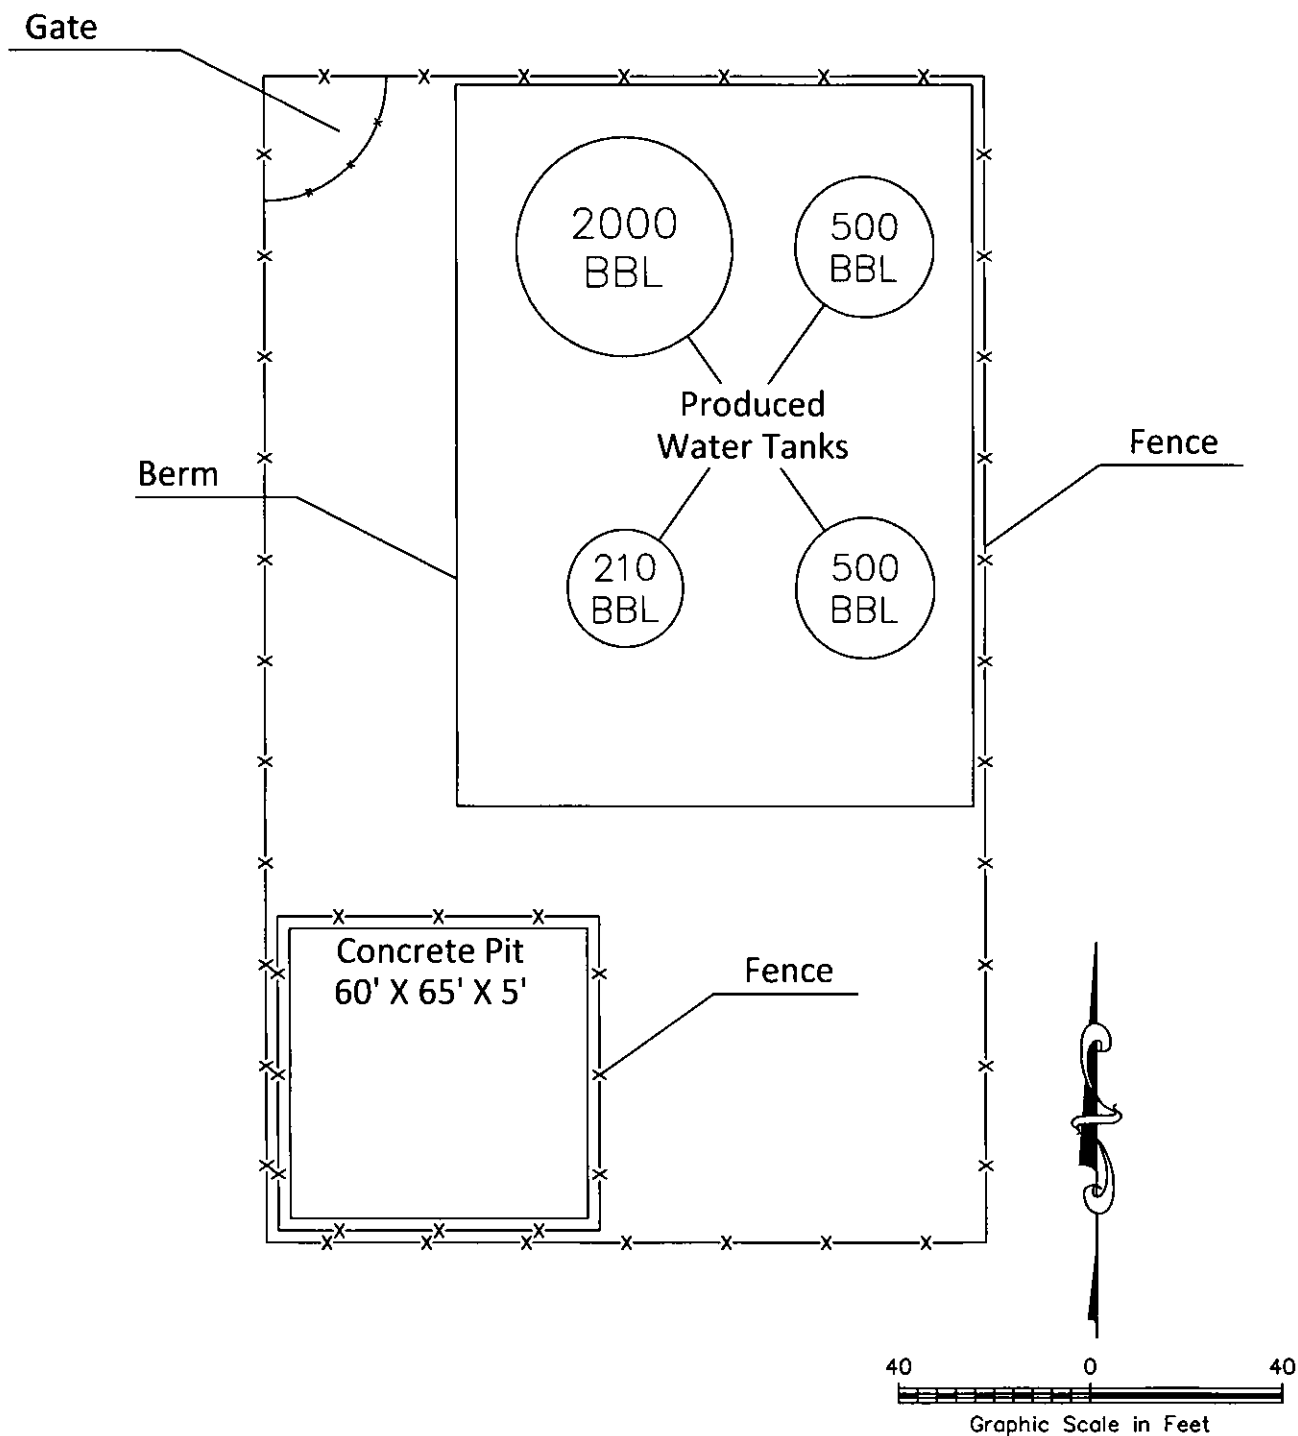 Gate
2000
BBL
500
BBL
Produced
Water Tanks
Fence
Berm
210
BBL
500
BBL
Concrete Pit
60' X 65' X 5'
Fence
40 0 40
Graphic Scale in Feet